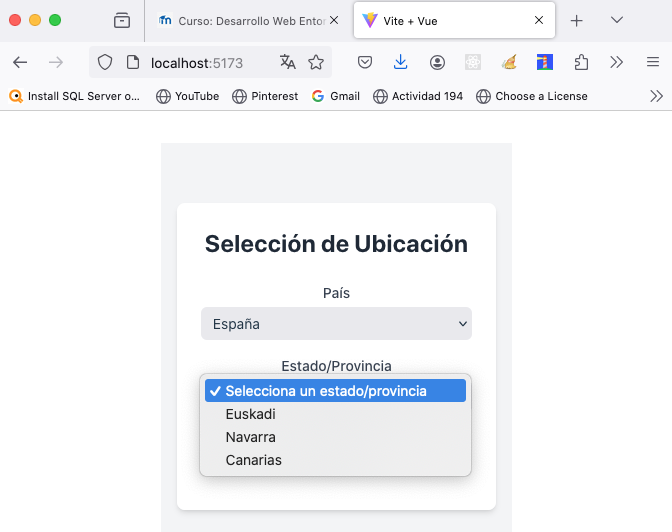 Curso: Desarrollo Web Entor
Vite + Vue
localhost:5173
Install SQL Server o...
YouTube
Pinterest
Gmail
Actividad 194
Choose a License
Selección de Ubicación
País
España
Estado/Provincia
Selecciona un estado/provincia
Euskadi
Navarra
Canarias